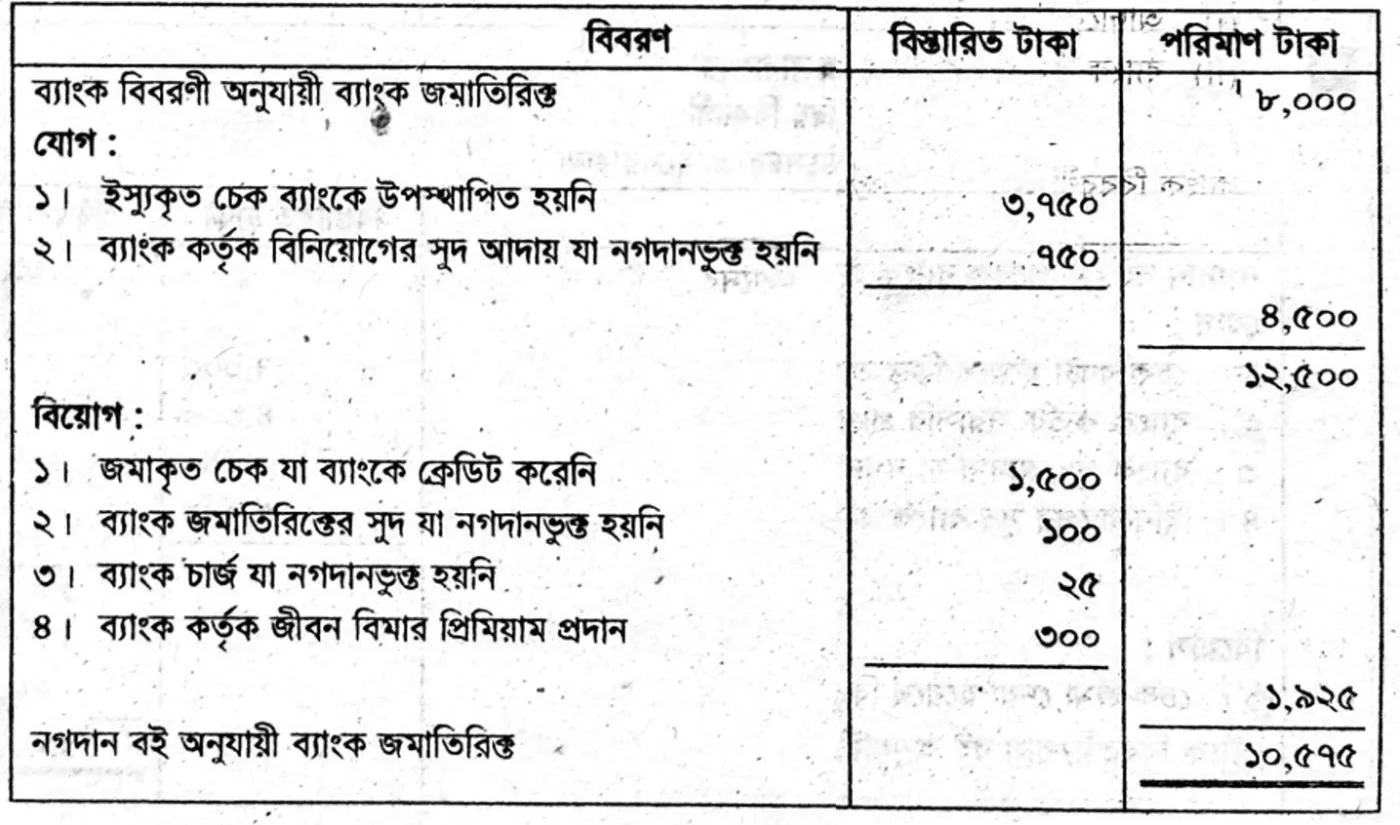 বিবরণ বিস্তারিত টাকা পরিমাণ টাকা
ব্যাংক বিবরণী অনুযায়ী ব্যাংক জমাতিরিক্ত ৮,০০০
যোগ :
১। ইস্যুকৃত চেক ব্যাংকে উপস্থাপিত হয়নি ৩,৭৫০
২। ব্যাংক কর্তৃক বিনিয়োগের সুদ আদায় যা নগদানভুক্ত হয়নি ৭৫০
৪,৫০০
১২,৫০০
বিয়োগ :
১। জমাকৃত চেক যা ব্যাংকে ক্রেডিট করেনি ১,৫০০
২। ব্যাংক জমাতিরিক্তের সুদ যা নগদানভুক্ত হয়নি ১০০
৩। ব্যাংক চার্জ যা নগদানভুক্ত হয়নি ২৫
৪। ব্যাংক কর্তৃক জীবন বিমার প্রিমিয়াম প্রদান ৩০০
১,৯২৫
নগদান বই অনুযায়ী ব্যাংক জমাতিরিক্ত ১০,৫৭৫